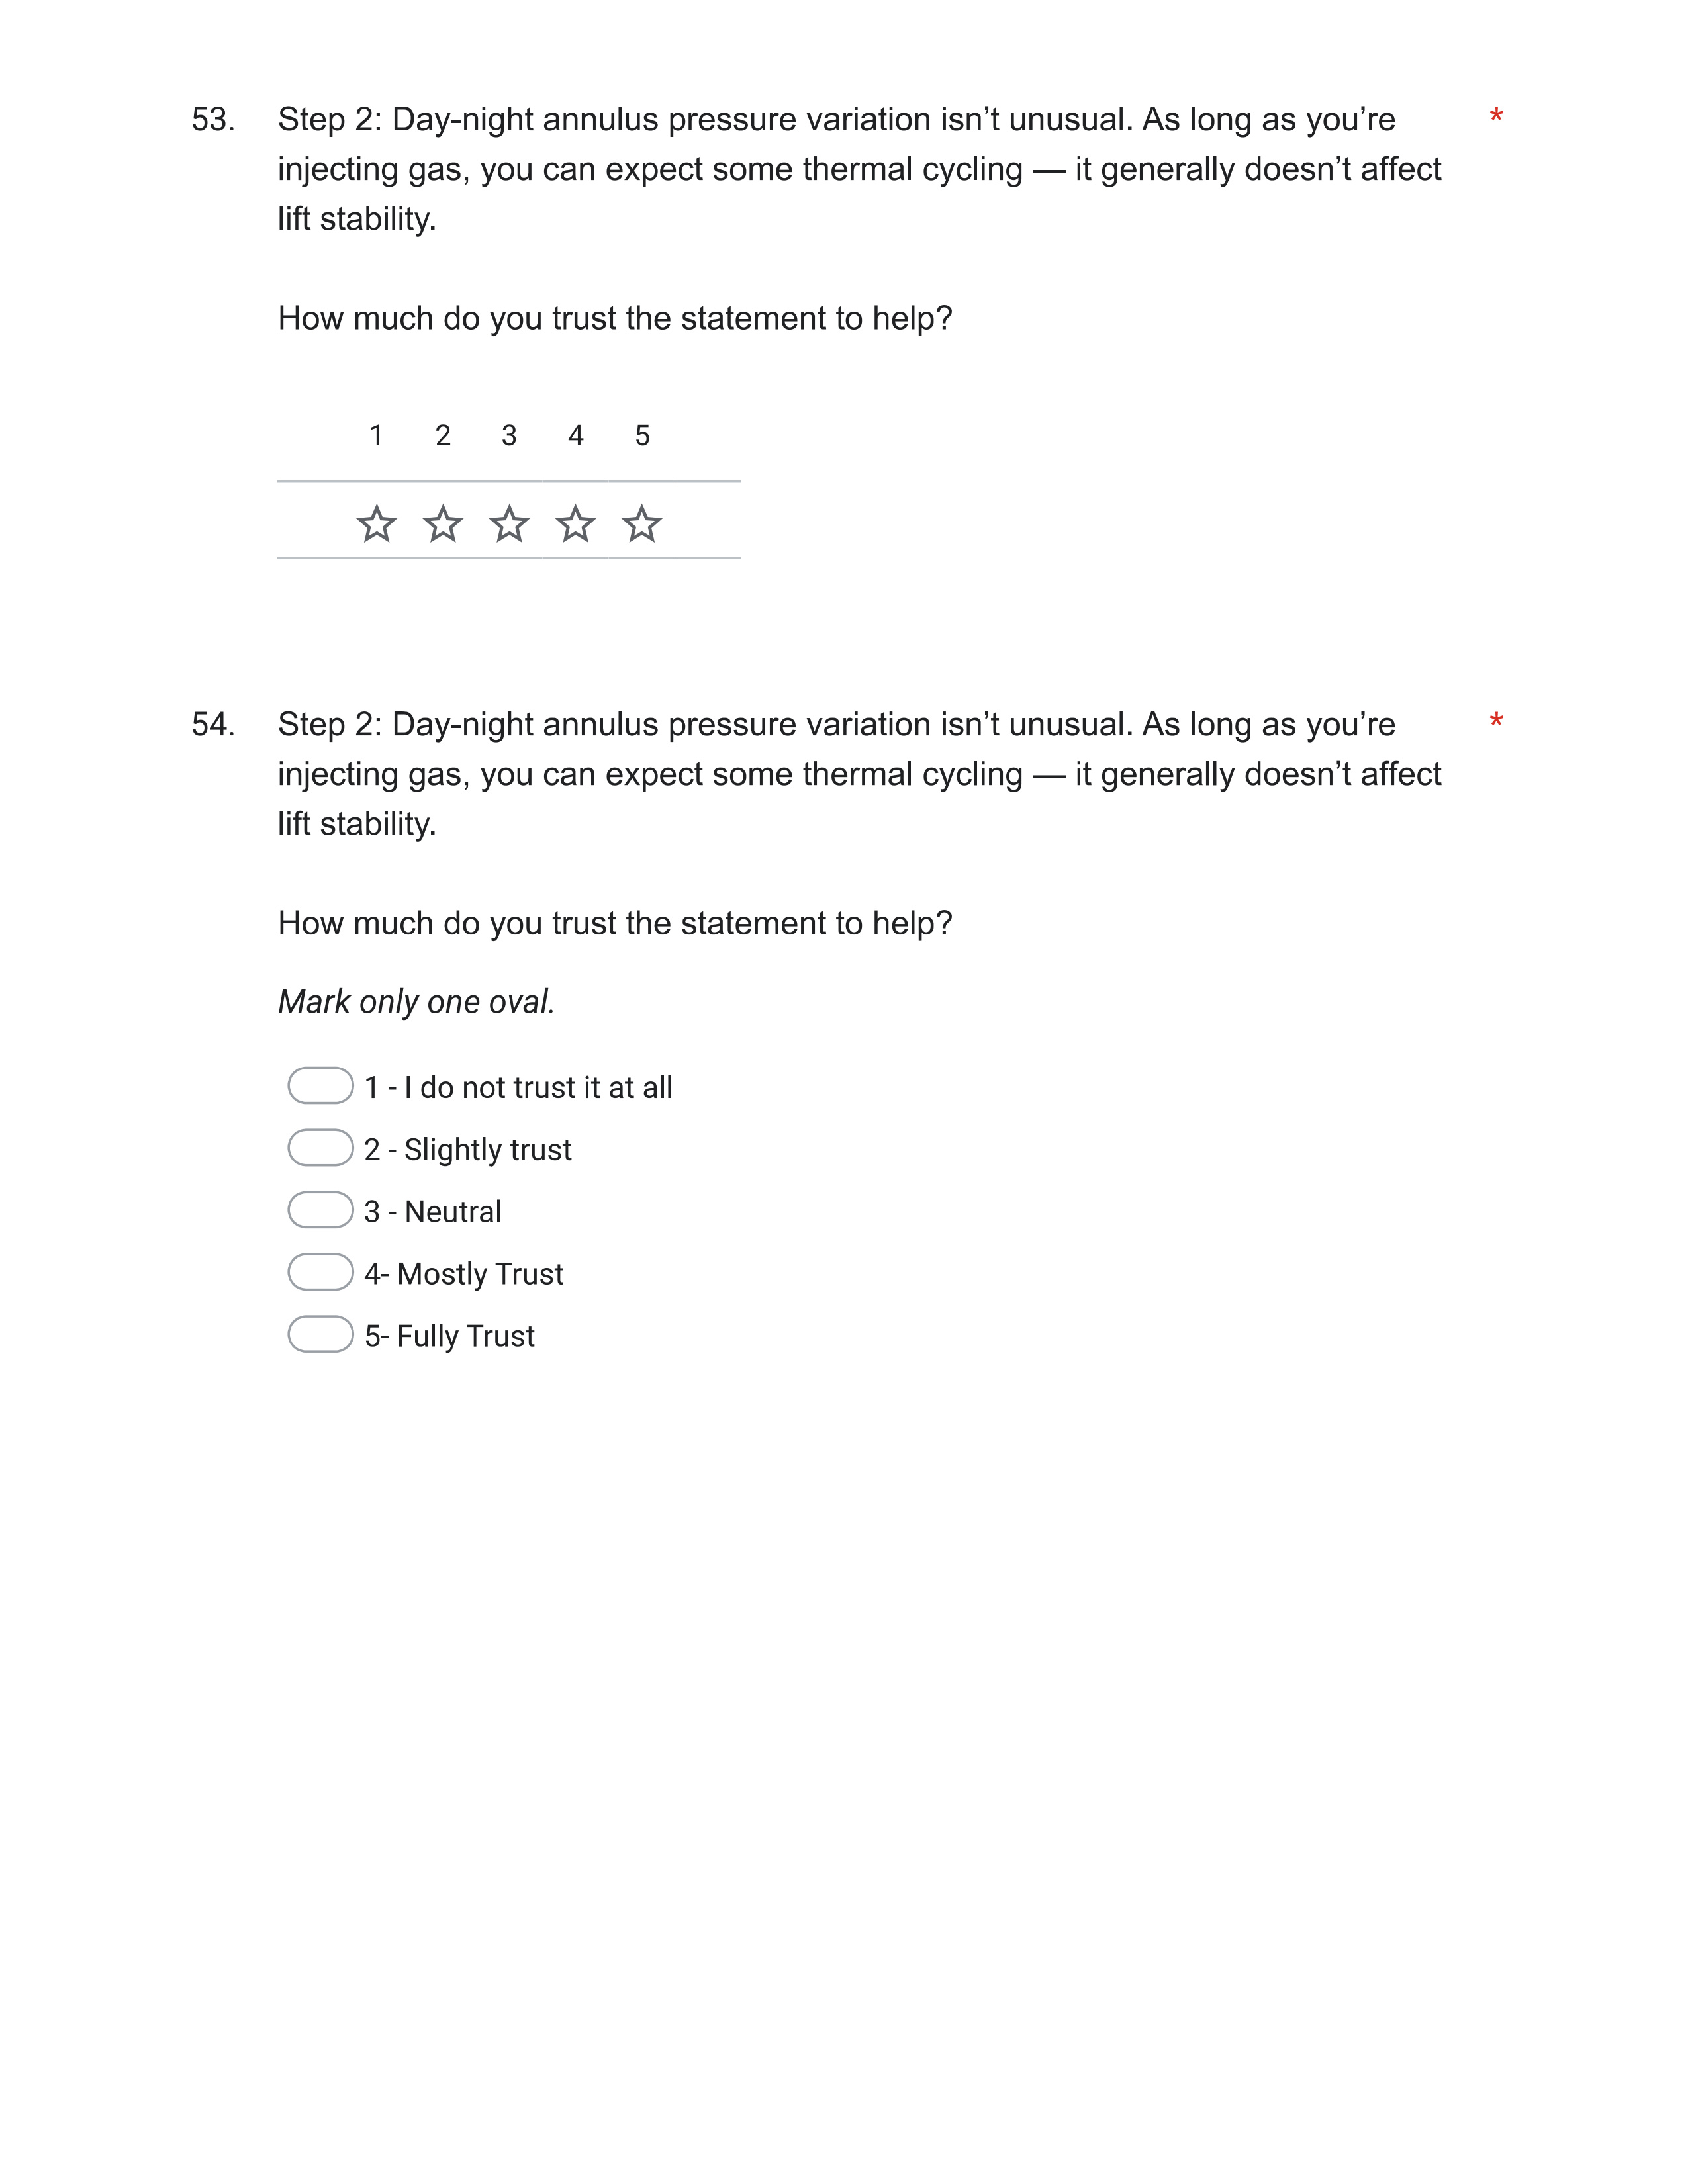 53. Step 2: Day-night annulus pressure variation isn’t unusual. As long as you’re *
injecting gas, you can expect some thermal cycling — it generally doesn’t affect
lift stability.
How much do you trust the statement to help?
1 2 3 4 5
54. Step 2: Day-night annulus pressure variation isn’t unusual. As long as you’re *
injecting gas, you can expect some thermal cycling — it generally doesn’t affect
lift stability.
How much do you trust the statement to help?
Mark only one oval.
1 - I do not trust it at all
2 - Slightly trust
3 - Neutral
4- Mostly Trust
5- Fully Trust